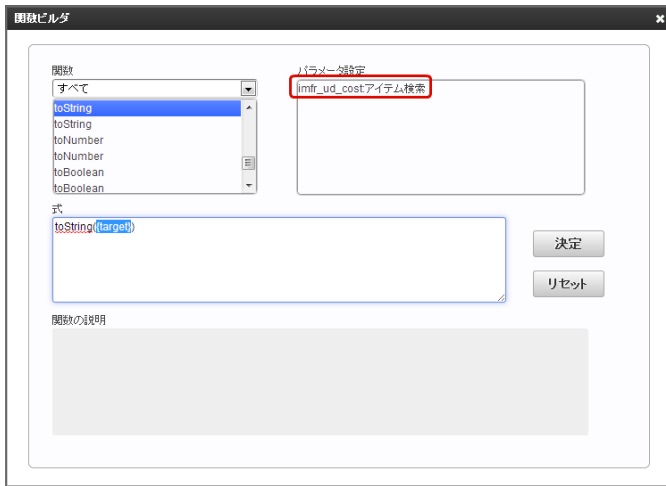 関数ビルダ
関数
パラメータ設定
すべて
imfr_ud_cost:アイテム検索
toString
toString
toNumber
toNumber
toBoolean
toBoolean
式
toString({target})
決定
リセット
関数の説明